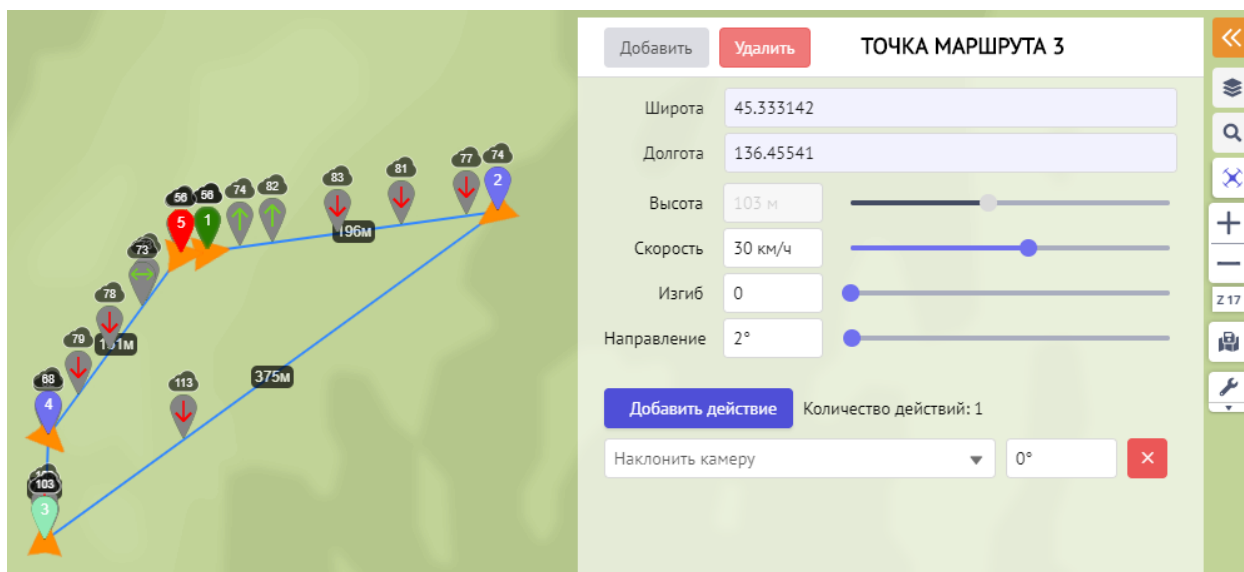 Добавить Удалить ТОЧКА МАРШРУТА 3
Широта 45.333142
Долгота 136.45541
Высота 103 м
Скорость 30 км/ч
Изгиб 0
Направление 2°
Добавить действие Количество действий: 1
Наклонить камеру 0°
Z 17
77 74
2
83 81
74 82
56 56
5 1
196м
73
78
79
113
375м
68
4
103
3